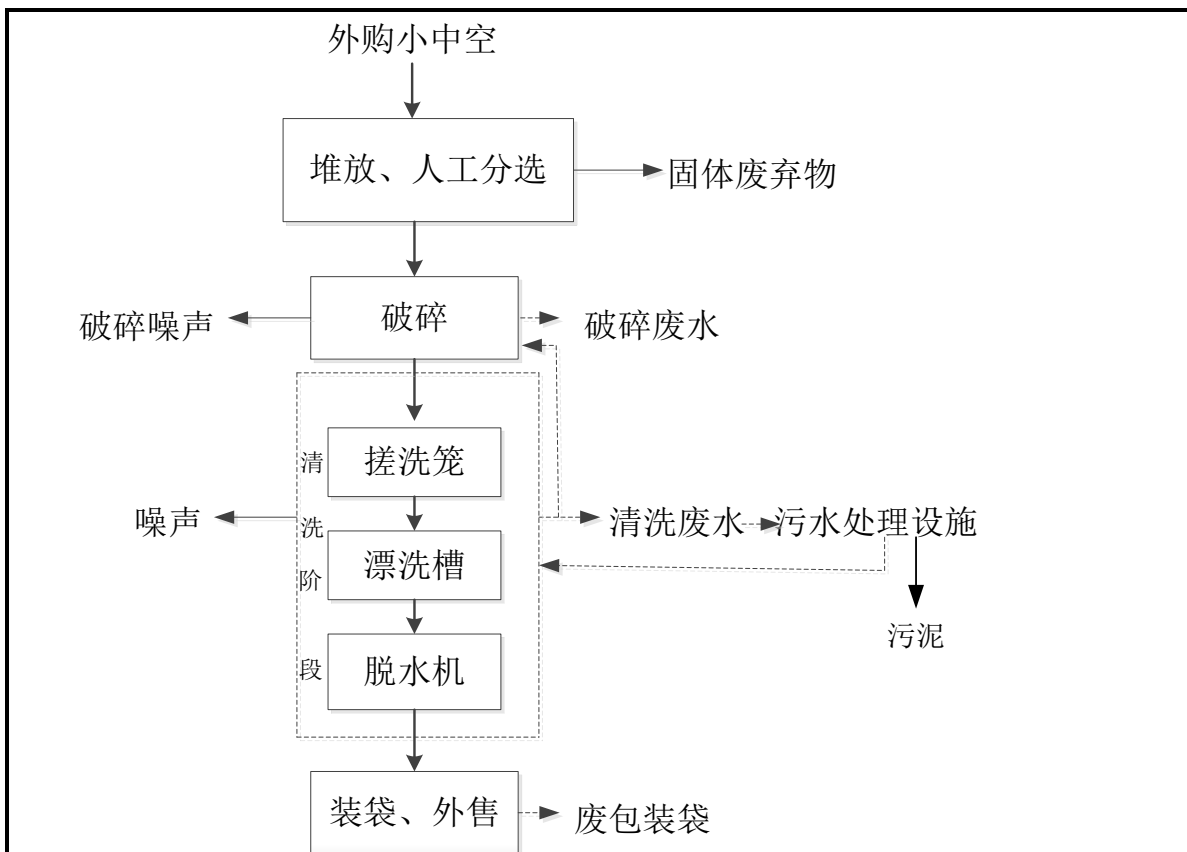 外购小中空
堆放、人工分选
固体废弃物
破碎噪声
破碎
破碎废水
清洗阶段
搓洗笼
噪声
清洗废水
污水处理设施
漂洗槽
污泥
脱水机
装袋、外售
废包装袋